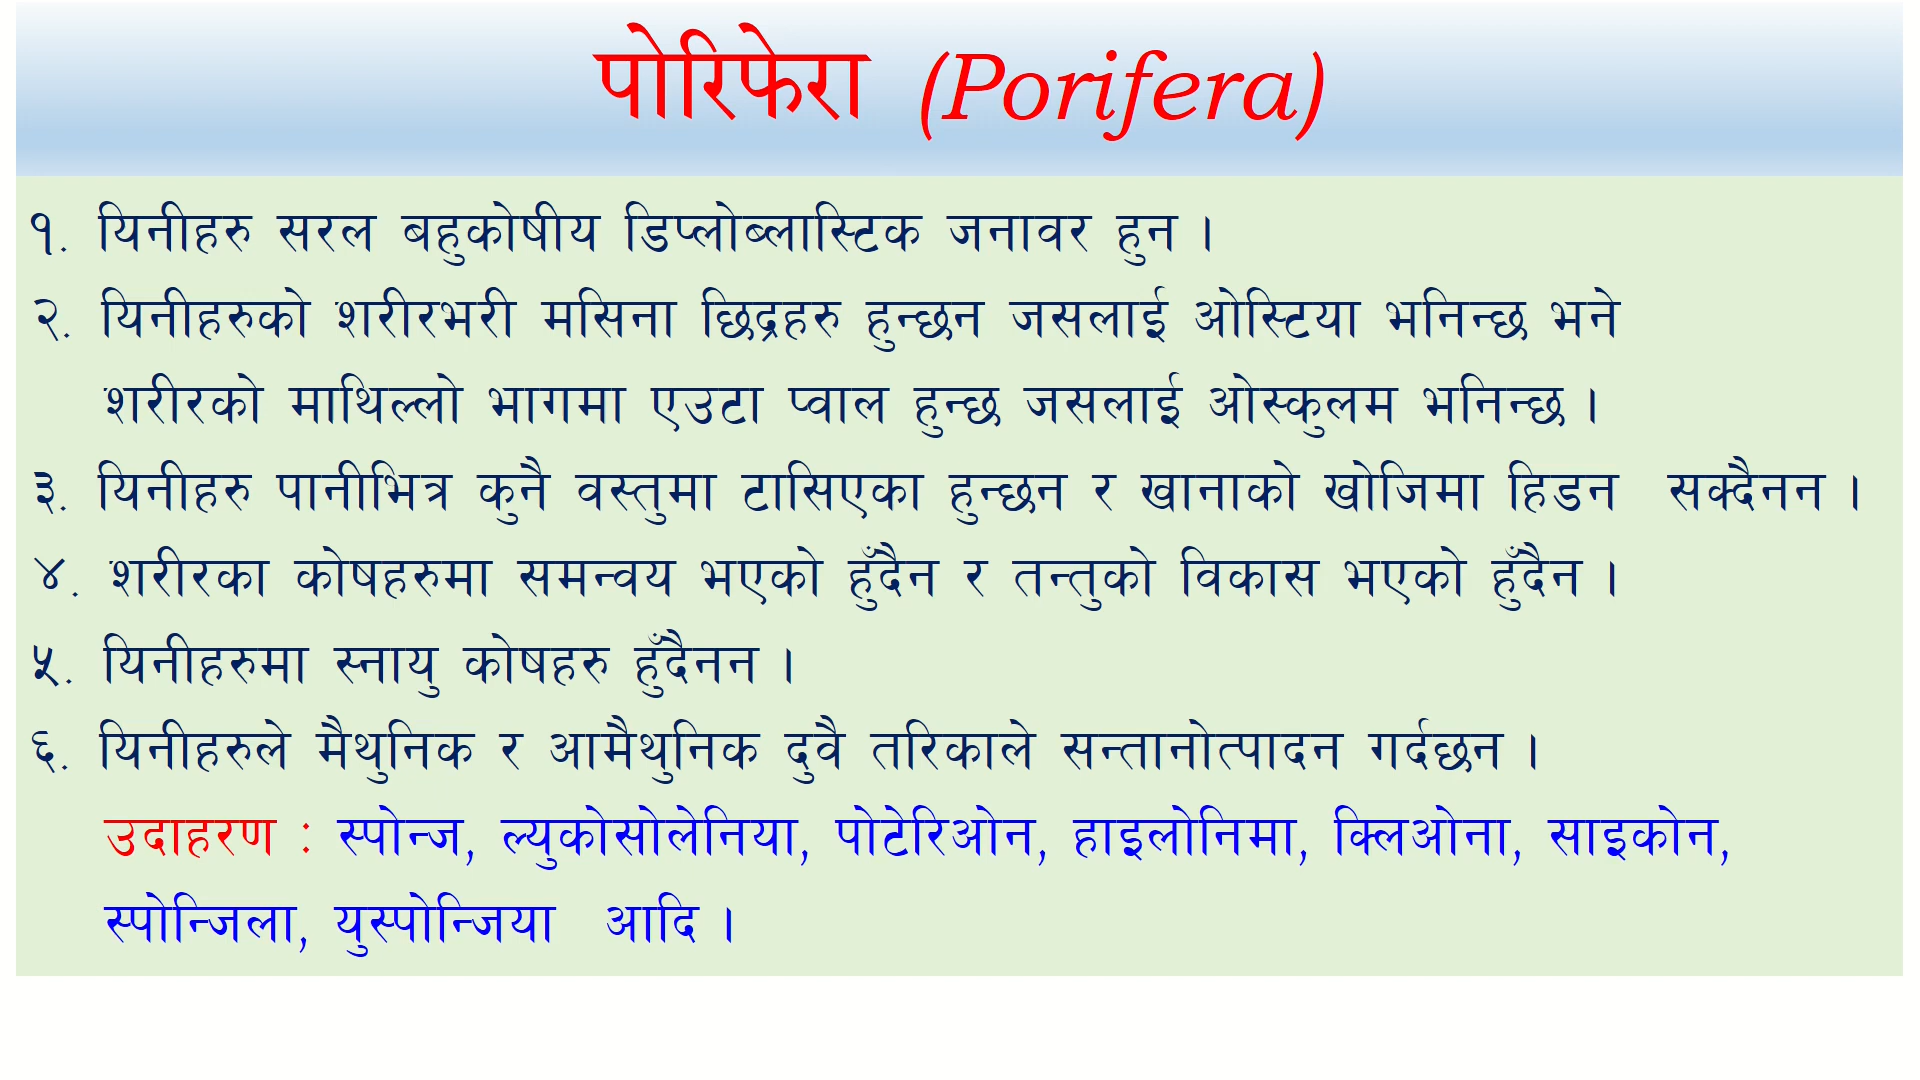 पोरिफेरा (Porifera)
१. यिनीहरु सरल बहुकोषीय डिप्लोब्लास्टिक जनावर हुन ।
२. यिनीहरुको शरीरभरी मसिना छिद्रहरु हुन्छन जसलाई ओस्टिया भनिन्छ भने
शरीरको माथिल्लो भागमा एउटा प्वाल हुन्छ जसलाई ओस्कुलम भनिन्छ ।
३. यिनीहरु पानीभित्र कुनै वस्तुमा टासिएका हुन्छन र खानाको खोजिमा हिडन सक्दैनन ।
४. शरीरका कोषहरुमा समन्वय भएको हुँदैन र तन्तुको विकास भएको हुँदैन ।
५. यिनीहरुमा स्नायु कोषहरु हुँदैनन ।
६. यिनीहरुले मैथुनिक र आमैथुनिक दुवै तरिकाले सन्तानोत्पादन गर्दछन ।
उदाहरण : स्पोन्ज, ल्युकोसोलेनिया, पोटेरिओन, हाइलोनिमा, क्लिओना, साइकोन,
स्पोन्जिला, युस्पोन्जिया आदि ।